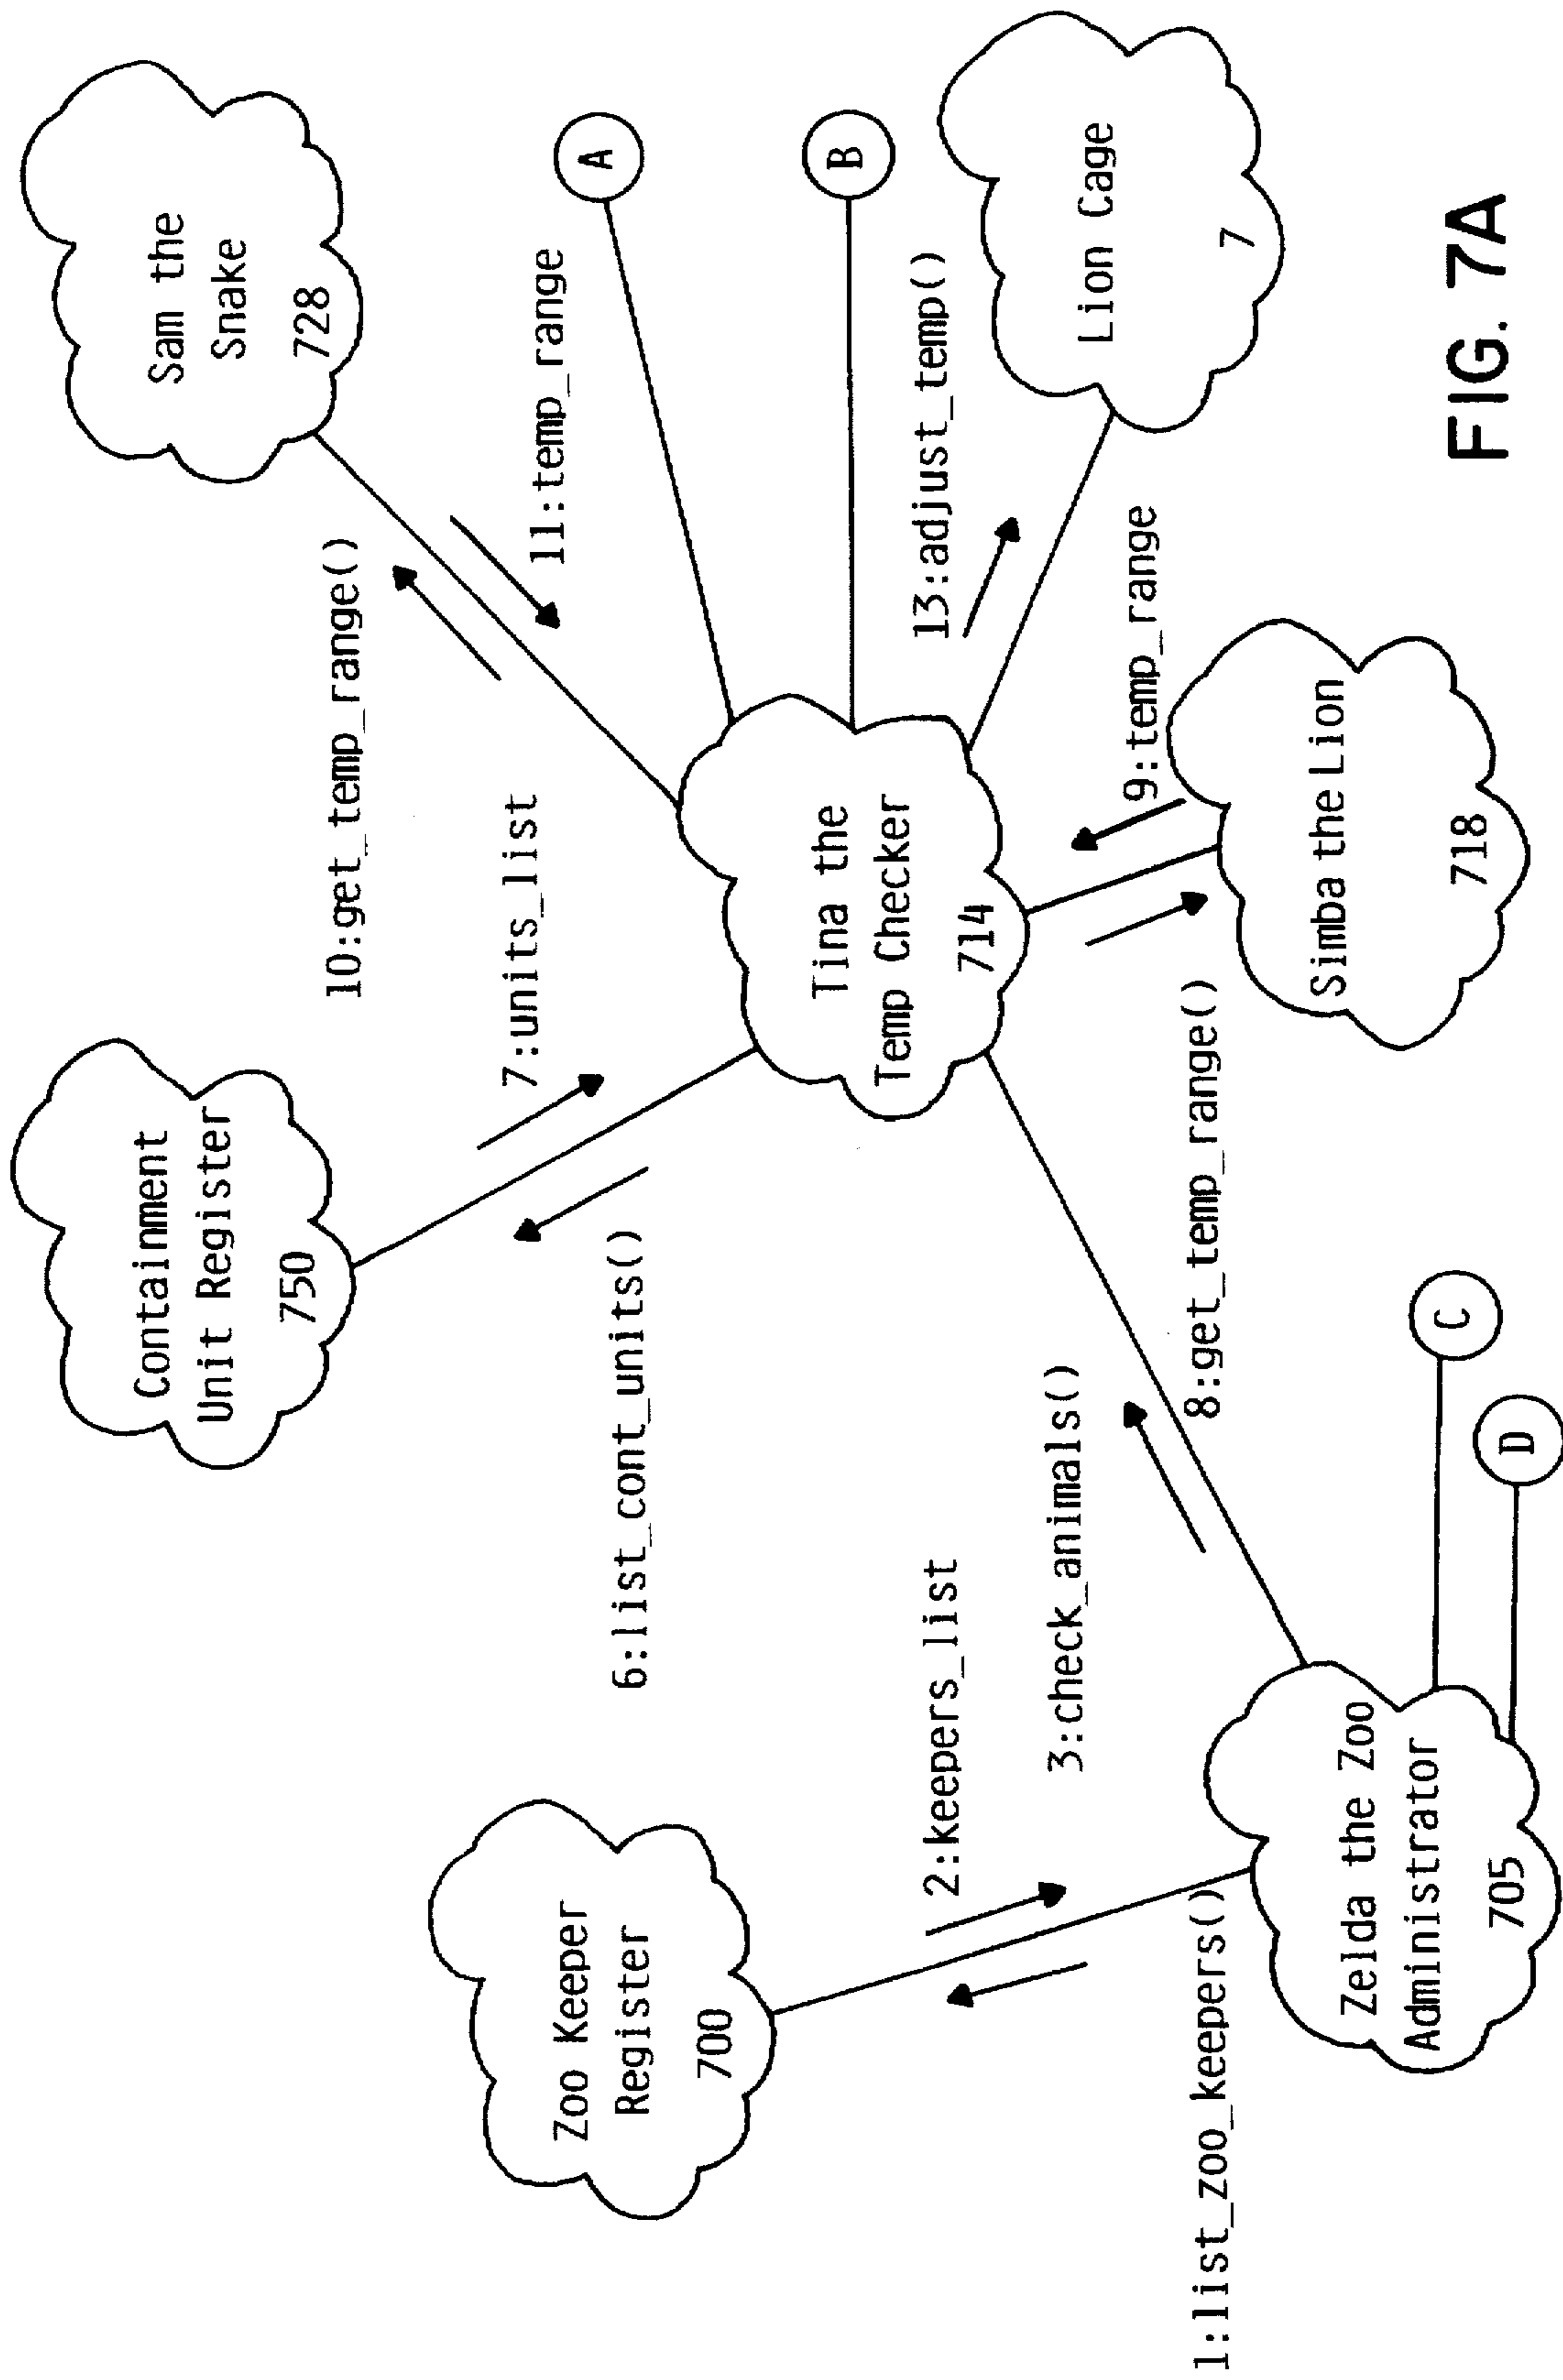 Sam the
Snake
728
Containment
Unit Register
750
10:get_temp_range()
11:temp_range
7:units_list
A
6:list_cont_units()
Zoo Keeper
Register
700
Tina the
Temp Checker
714
B
13:adjust_temp()
Lion Cage
7
2:keepers_list
3:check_animals()
9:temp_range
8:get_temp_range()
Simba the Lion
718
1:list_zoo_keepers()
Zelda the Zoo
Administrator
705
C
D
FIG. 7A